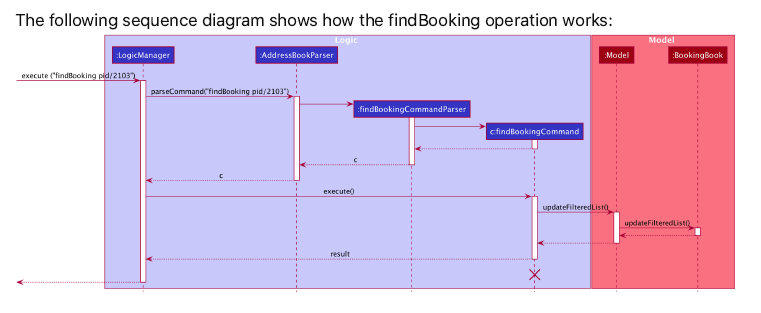 The following sequence diagram shows how the findBooking operation works:
Logic
Model
:LogicManager
:AddressBookParser
:Model
:BookingBook
execute ("findBooking pid/2103")
parseCommand("findBooking pid/2103")
:findBookingCommandParser
c:findBookingCommand
c
c
execute()
updateFilteredList()
updateFilteredList()
result